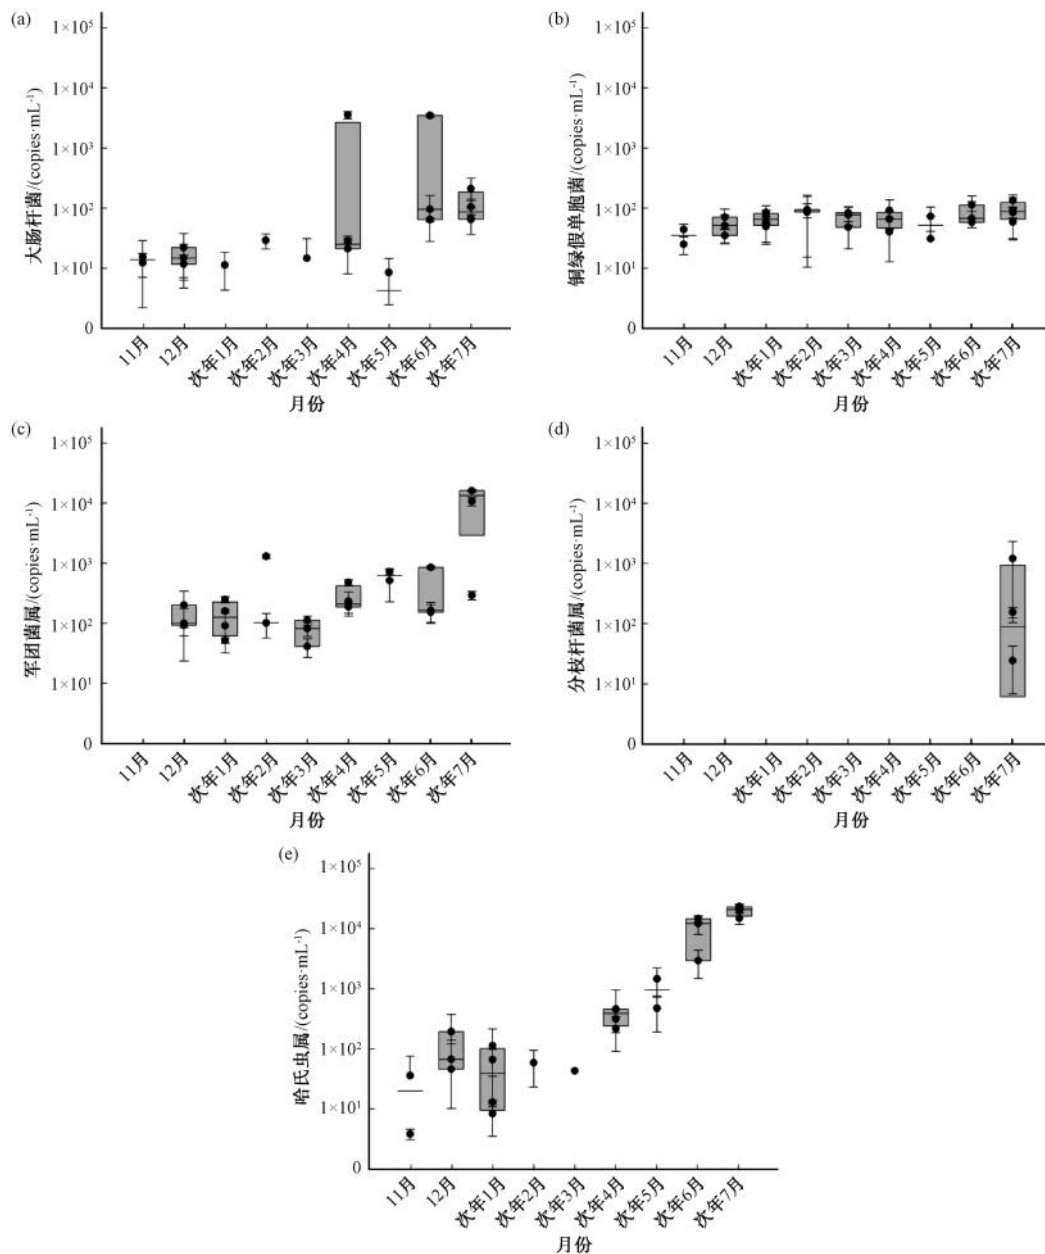 (a)
1×10⁵
1×10⁴
1×10³
1×10²
1×10¹
0
大肠杆菌/(copies·mL⁻¹)
11月
12月
次年1月
次年2月
次年3月
次年4月
次年5月
次年6月
次年7月
月份
(b)
1×10⁵
1×10⁴
1×10³
1×10²
1×10¹
0
铜绿假单胞菌/(copies·mL⁻¹)
11月
12月
次年1月
次年2月
次年3月
次年4月
次年5月
次年6月
次年7月
月份
(c)
1×10⁵
1×10⁴
1×10³
1×10²
1×10¹
0
军团菌属/(copies·mL⁻¹)
11月
12月
次年1月
次年2月
次年3月
次年4月
次年5月
次年6月
次年7月
月份
(d)
1×10⁵
1×10⁴
1×10³
1×10²
1×10¹
0
分枝杆菌属/(copies·mL⁻¹)
11月
12月
次年1月
次年2月
次年3月
次年4月
次年5月
次年6月
次年7月
月份
(e)
1×10⁵
1×10⁴
1×10³
1×10²
1×10¹
0
哈氏虫属/(copies·mL⁻¹)
11月
12月
次年1月
次年2月
次年3月
次年4月
次年5月
次年6月
次年7月
月份